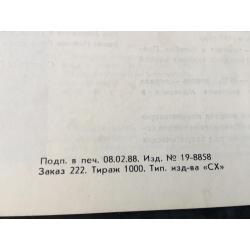 Подп. в печ. 08.02.88. Изд. № 19-8858
Заказ 222. Тираж 1000. Тип. изд-ва «СХ»